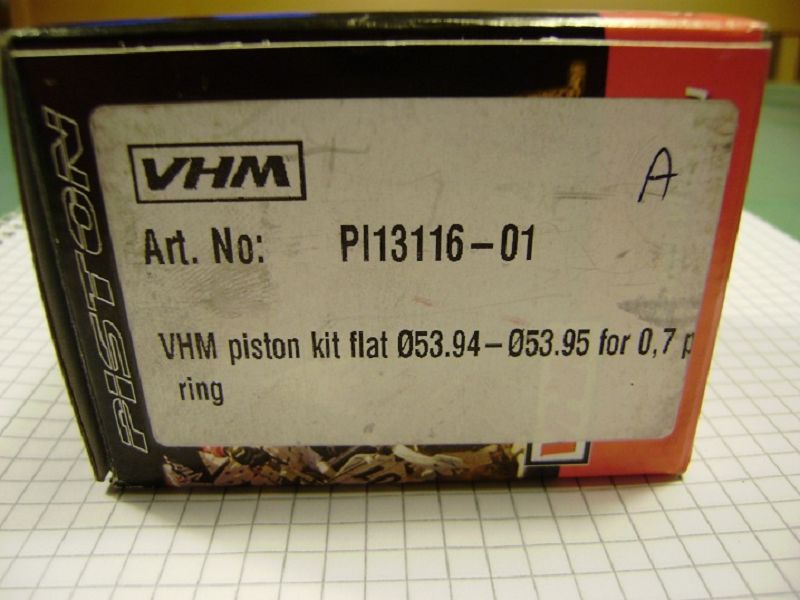 PISTON
VHM
A
Art. No: PI13116-01
VHM piston kit flat Ø53.94-Ø53.95 for 0,7 p
ring